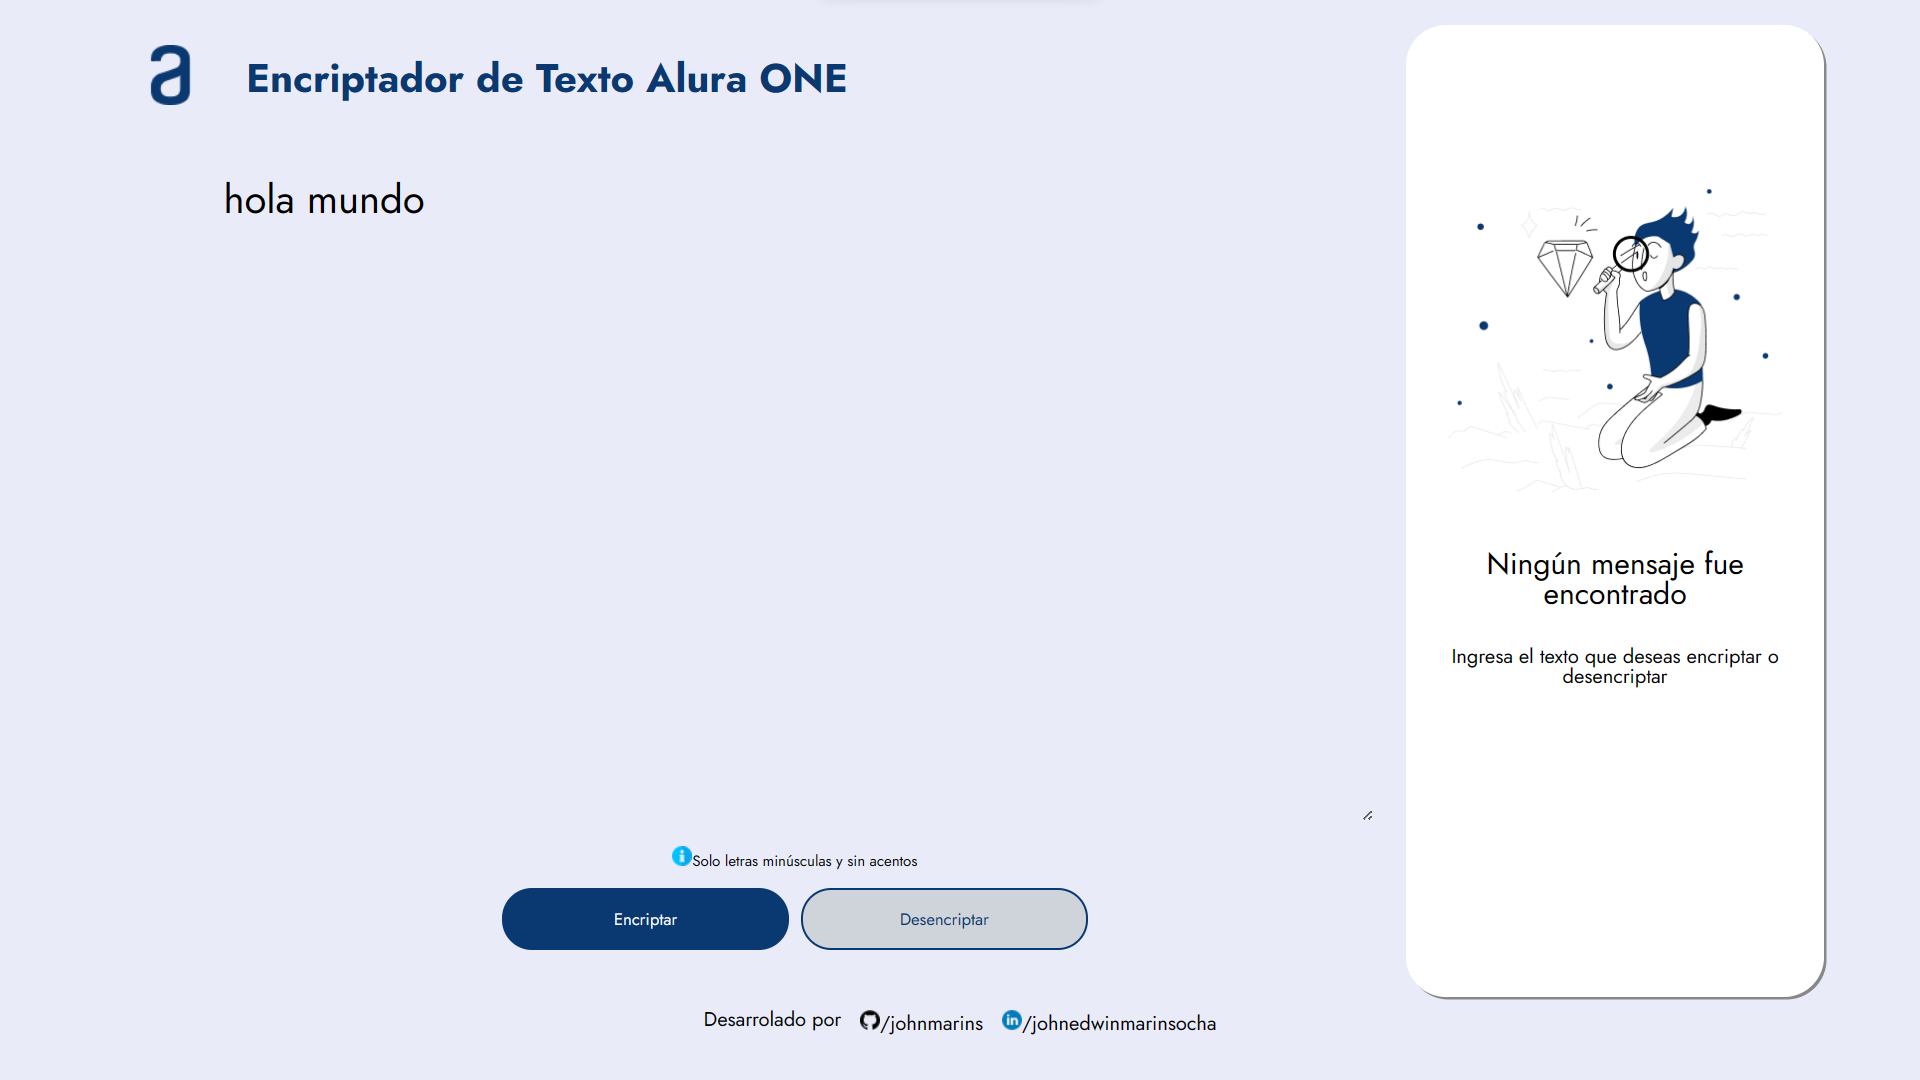 a
Encriptador de Texto Alura ONE
hola mundo
Solo letras minúsculas y sin acentos
Encriptar
Desencriptar
Ningún mensaje fue
encontrado
Ingresa el texto que deseas encriptar o
desencriptar
Desarrolado por /johnmarins /johnedwinmarinsocha